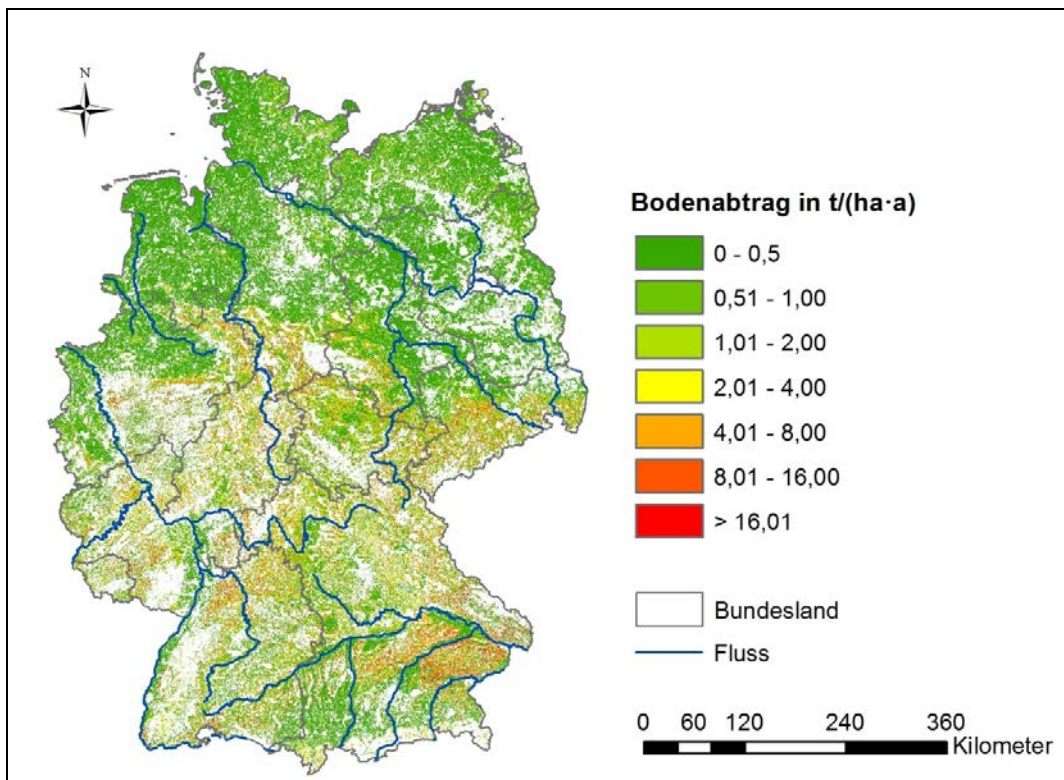 N
Bodenabtrag in t/(ha·a)
0 - 0,5
0,51 - 1,00
1,01 - 2,00
2,01 - 4,00
4,01 - 8,00
8,01 - 16,00
> 16,01
Bundesland
Fluss
0 60 120 240 360
Kilometer